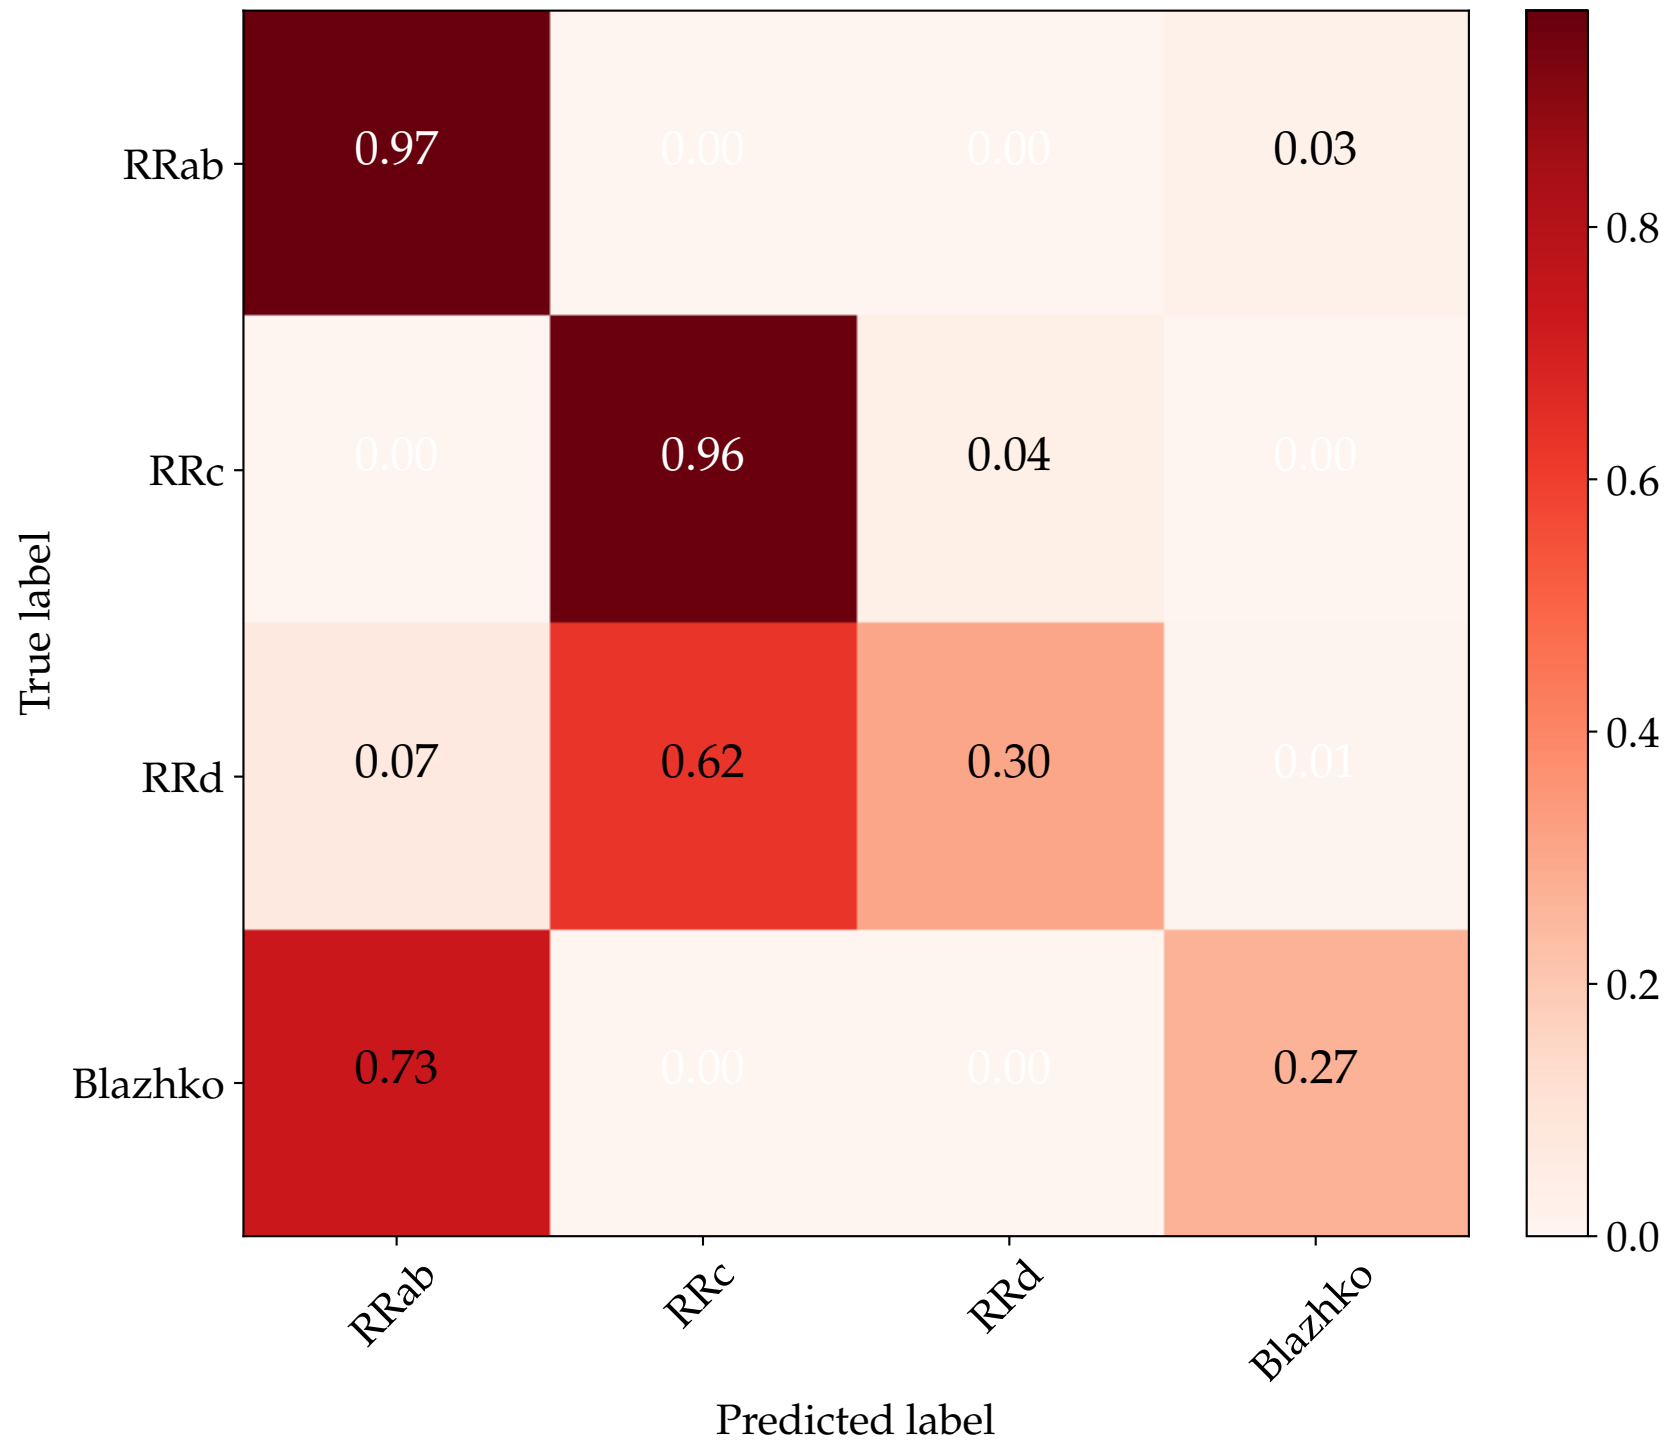 RRab 0.97 0.00 0.00 0.03
RRc 0.00 0.96 0.04 0.00
RRd 0.07 0.62 0.30 0.01
Blazhko 0.73 0.00 0.00 0.27
True label
RRab RRc RRd Blazhko
Predicted label
0.8
0.6
0.4
0.2
0.0